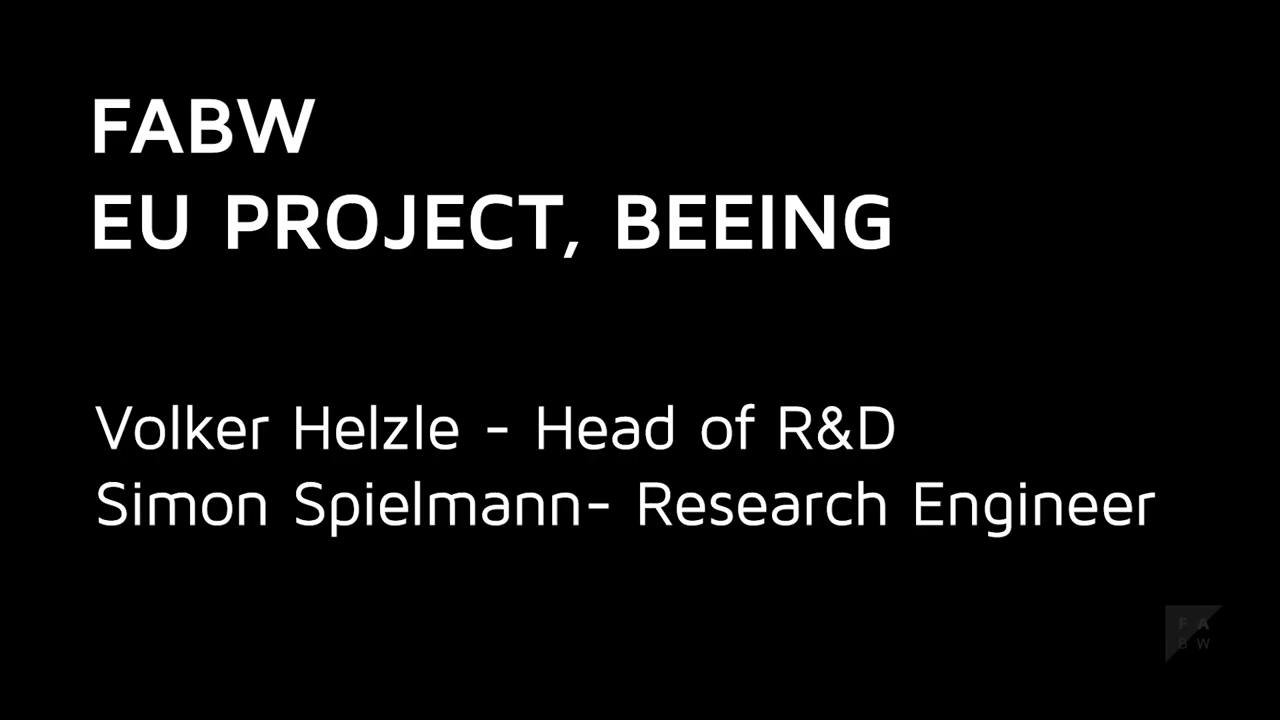 FABW
EU PROJECT, BEEING
Volker Helzle - Head of R&D
Simon Spielmann- Research Engineer
F A
B W